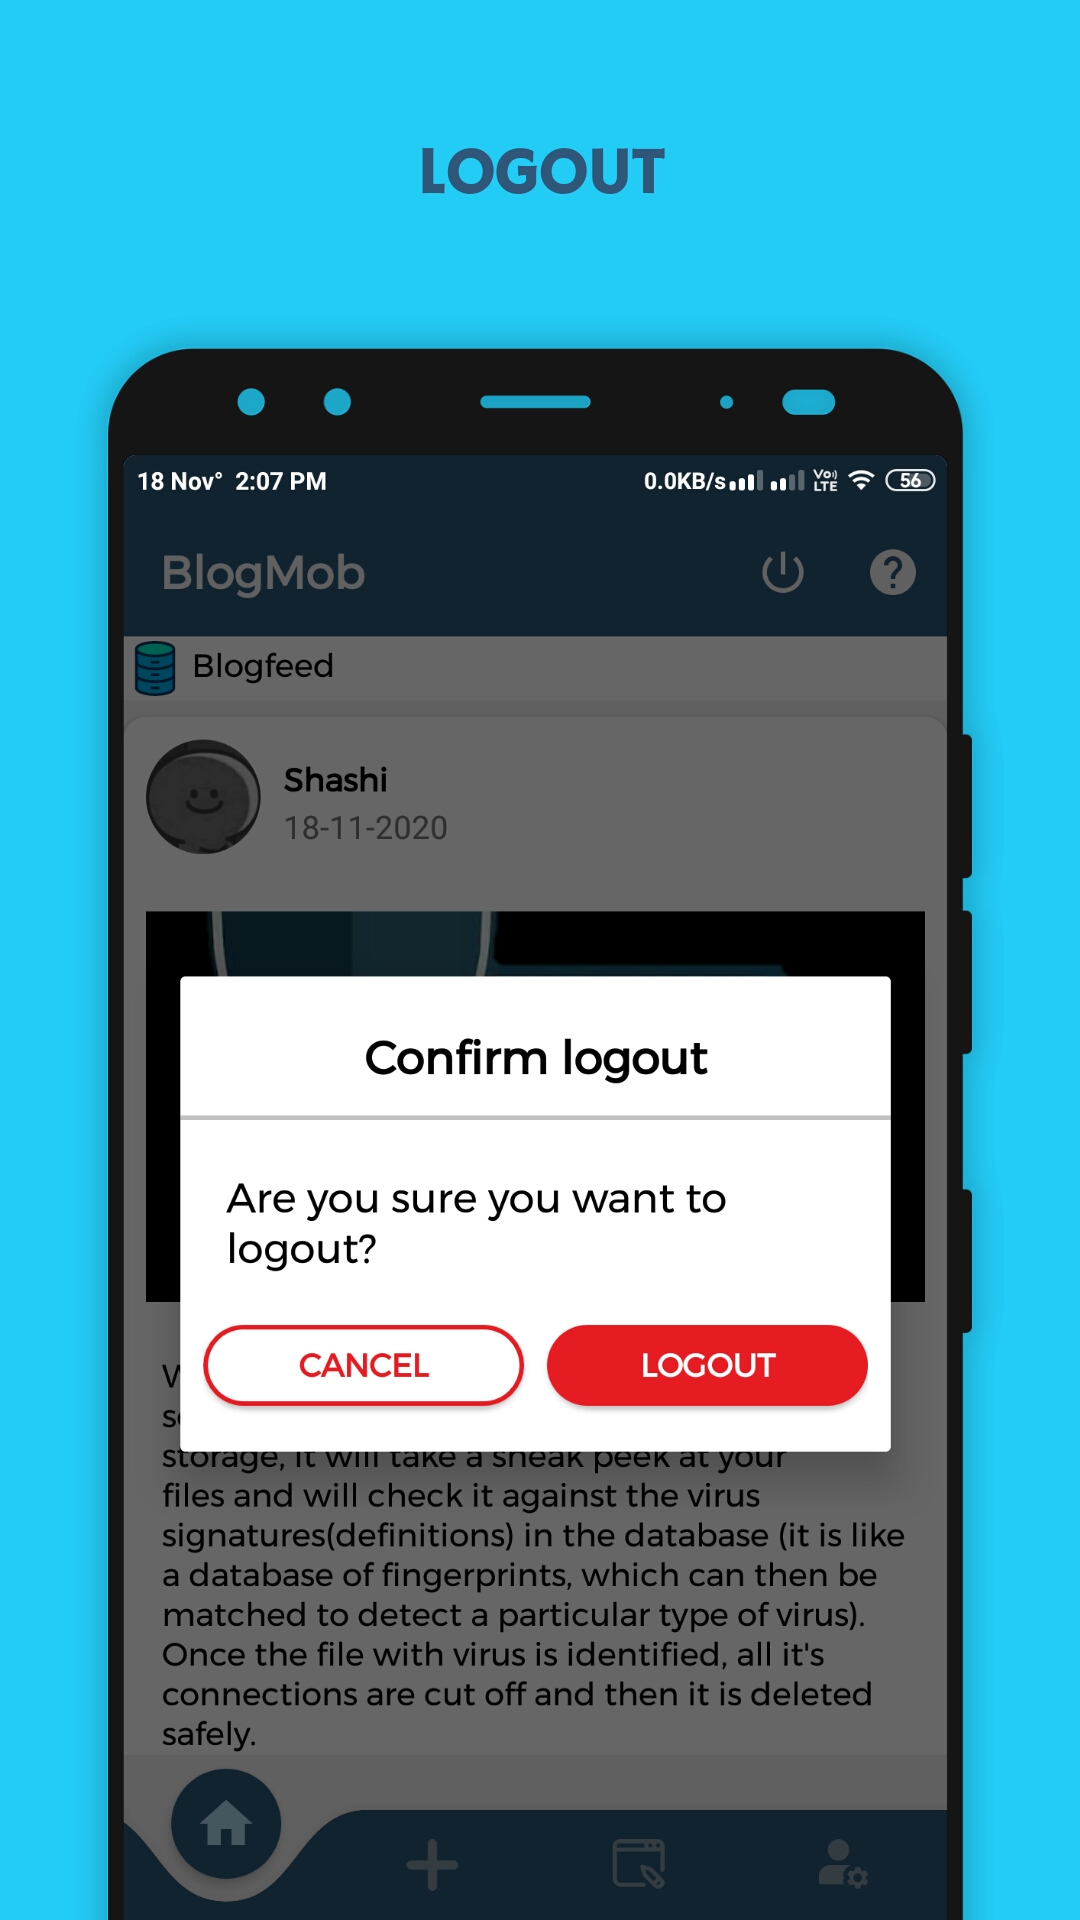 LOGOUT
18 Nov° 2:07 PM
0.0KB/s Vo) LTE 56
BlogMob
?
Blogfeed
Shashi
18-11-2020
Confirm logout
Are you sure you want to
logout?
CANCEL LOGOUT
storage, it will take a sneak peek at your
files and will check it against the virus
signatures(definitions) in the database (it is like
a database of fingerprints, which can then be
matched to detect a particular type of virus).
Once the file with virus is identified, all it's
connections are cut off and then it is deleted
safely.